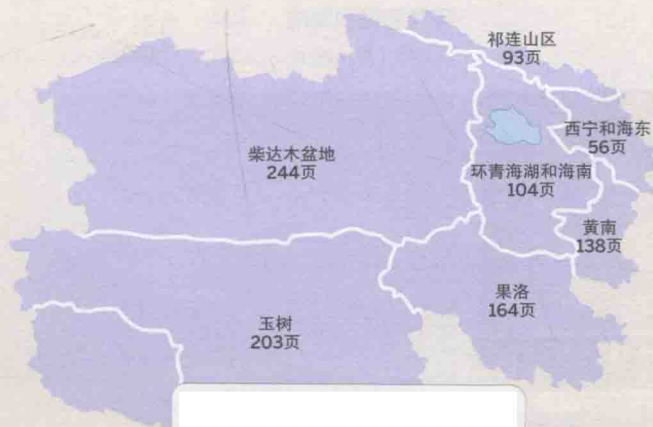 祁连山区
93页
西宁和海东
56页
柴达木盆地
244页
环青海湖和海南
104页
黄南
138页
果洛
164页
玉树
203页